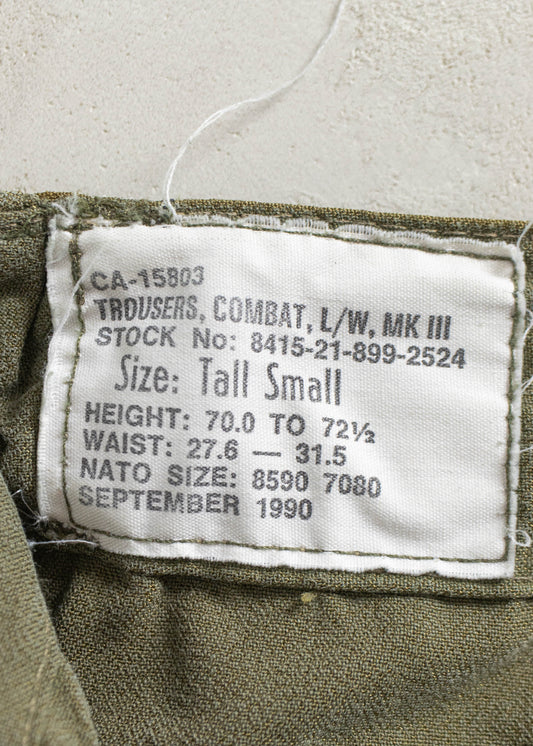 CA-15803
TROUSERS, COMBAT, L/W, MK III
STOCK No: 8415-21-899-2524
Size: Tall Small
HEIGHT: 70.0 TO 72½
WAIST: 27.6 — 31.5
NATO SIZE: 8590 7080
SEPTEMBER 1990